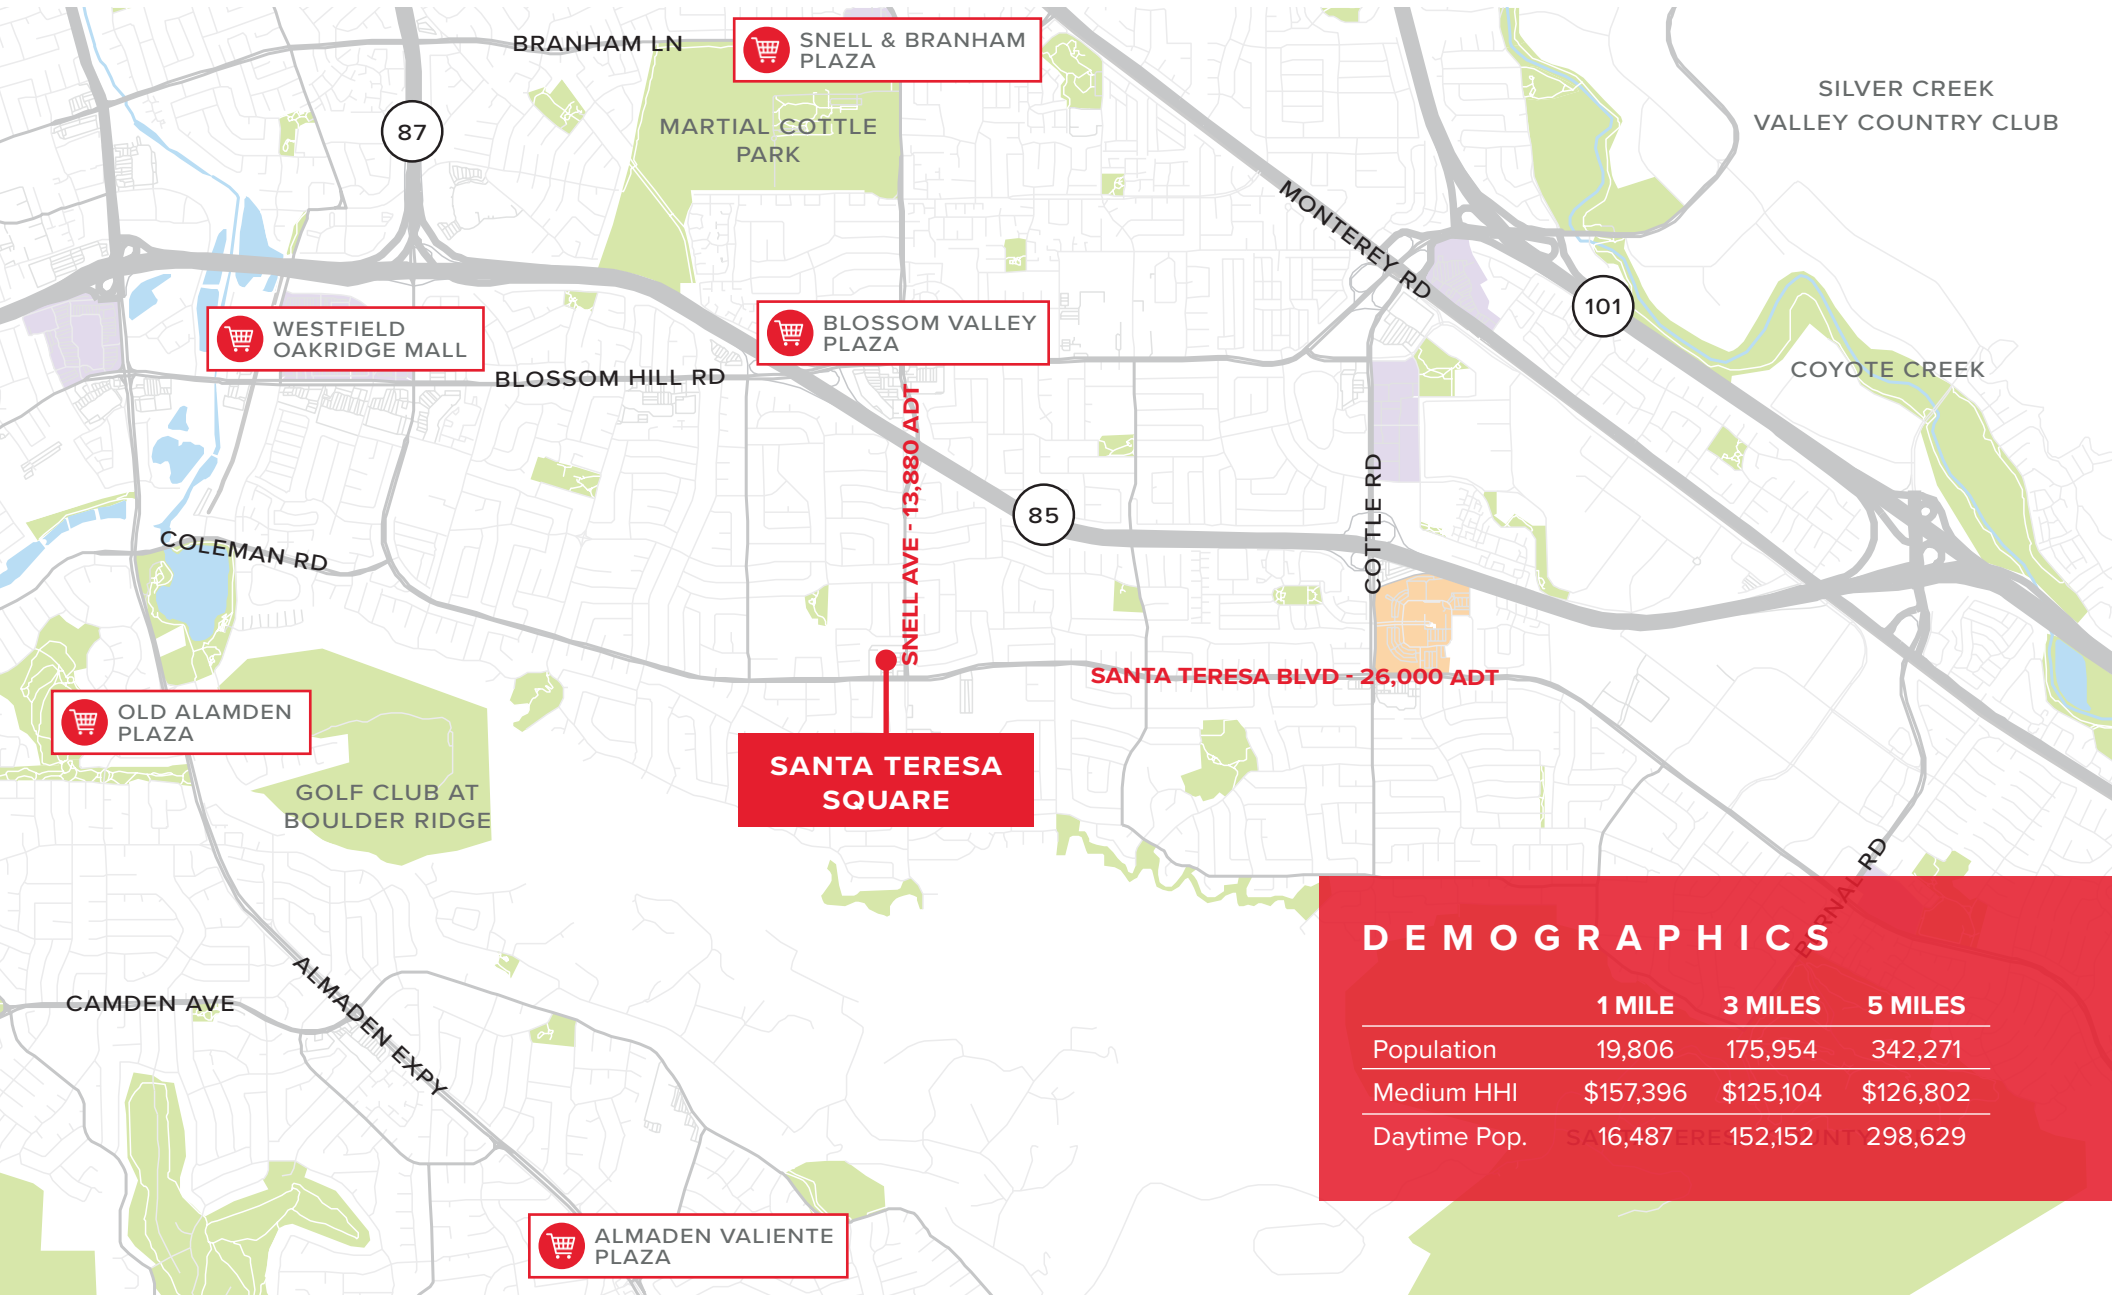 BRANHAM LN
SNELL & BRANHAM
PLAZA
SILVER CREEK
VALLEY COUNTRY CLUB
87
MARTIAL COTTLE
PARK
MONTEREY RD
101
WESTFIELD
OAKRIDGE MALL
BLOSSOM VALLEY
PLAZA
COYOTE CREEK
BLOSSOM HILL RD
SNELL AVE - 13,880 ADT
85
COTTLE RD
COLEMAN RD
SANTA TERESA BLVD - 26,000 ADT
OLD ALAMDEN
PLAZA
SANTA TERESA
SQUARE
GOLF CLUB AT
BOULDER RIDGE
BERNAL RD
CAMDEN AVE
ALMADEN EXPY
ALMADEN VALIENTE
PLAZA
DEMOGRAPHICS
1 MILE 3 MILES 5 MILES
Population 19,806 175,954 342,271
Medium HHI $157,396 $125,104 $126,802
Daytime Pop. 16,487 152,152 298,629